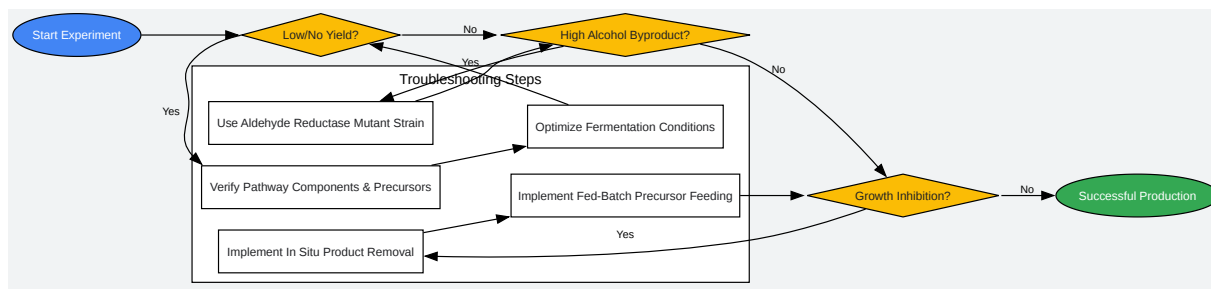 Start Experiment
Low/No Yield?
No
High Alcohol Byproduct?
Yes
No
Troubleshooting Steps
Yes
Use Aldehyde Reductase Mutant Strain
Optimize Fermentation Conditions
Verify Pathway Components & Precursors
Implement Fed-Batch Precursor Feeding
Growth Inhibition?
No
Successful Production
Yes
Implement In Situ Product Removal